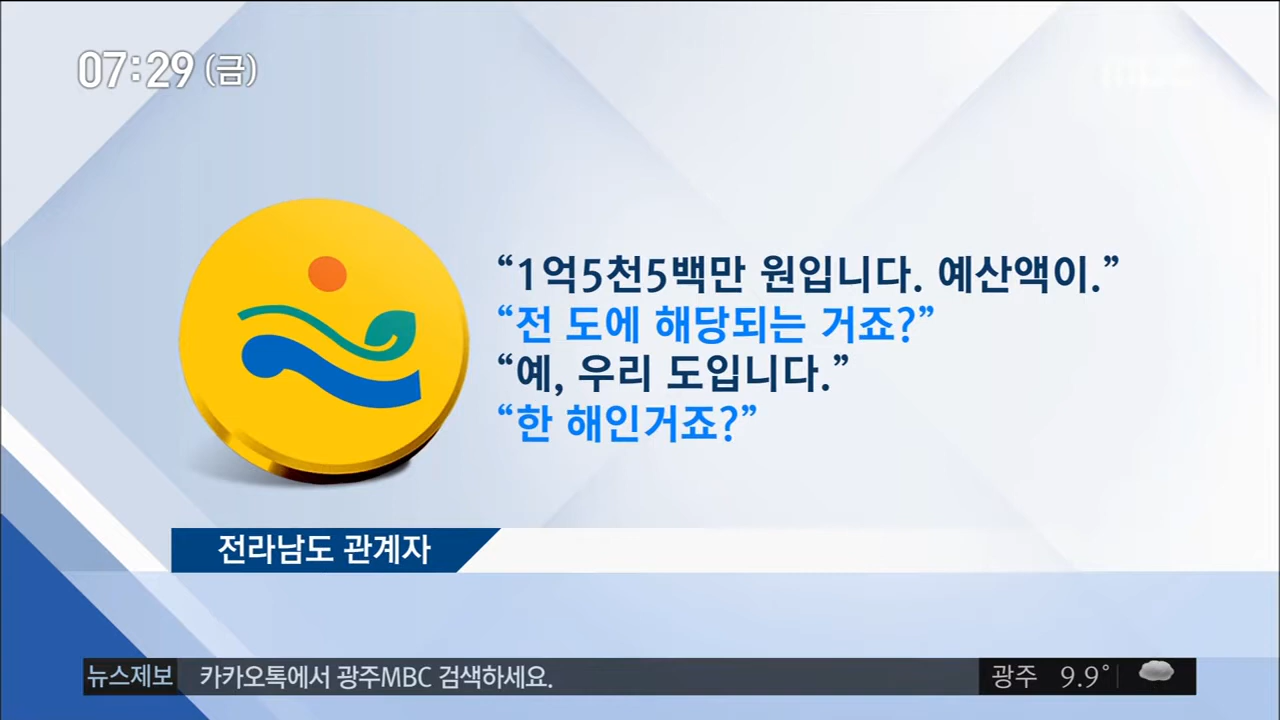 07:29 (금)
MBC
“1억5천5백만 원입니다. 예산액이.”
“전 도에 해당되는 거죠?”
“예, 우리 도입니다.”
“한 해인거죠?”
전라남도 관계자
뉴스제보 카카오톡에서 광주MBC 검색하세요. 광주 9.9°